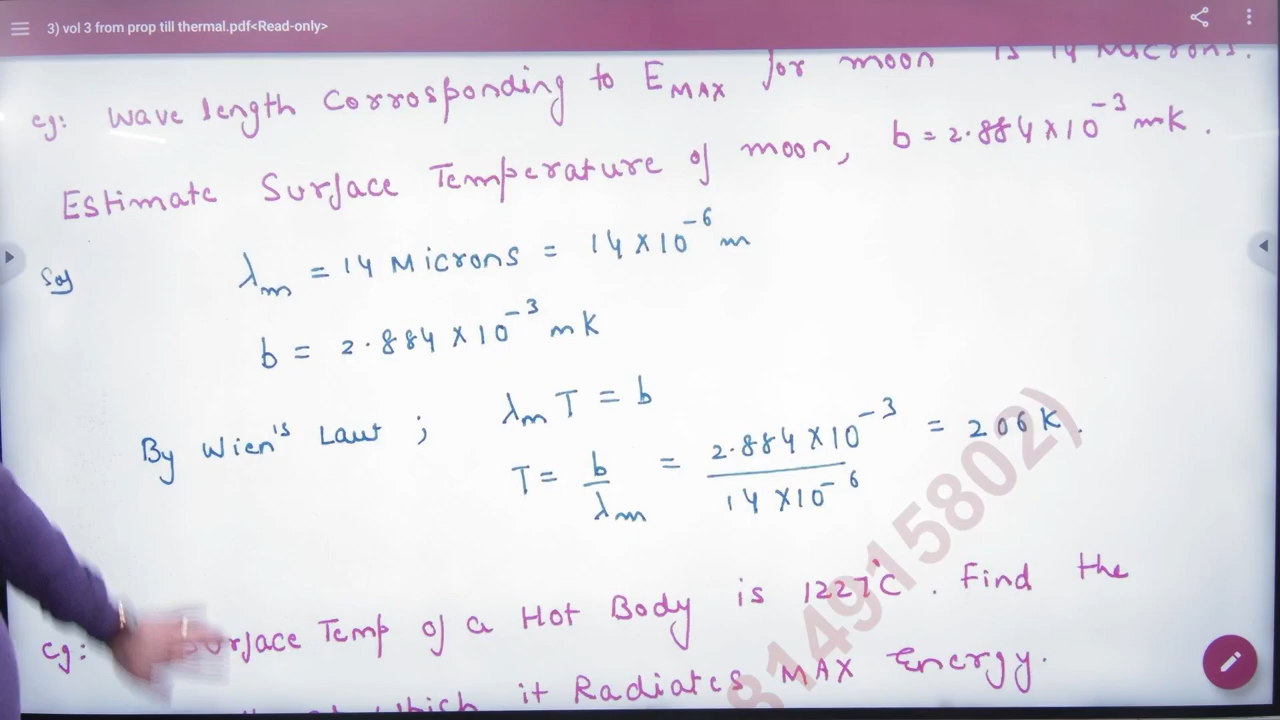 3) vol 3 from prop till thermal.pdf<Read-only>
eg: Wave length Corrosponding to EMAX for moon is 14 Microns.
Estimate Surface Temperature of moon, b = 2.884 × 10⁻³ mK.
Sol λm = 14 Microns = 14 × 10⁻⁶ m
b = 2.884 × 10⁻³ mK
By Wien's Law ; λm T = b
T = b/λm = 2.884 × 10⁻³ / 14 × 10⁻⁶ = 206 K.
eg: Surface Temp of a Hot Body is 1227°C. Find the
which it Radiates MAX Energy.
8149115802)